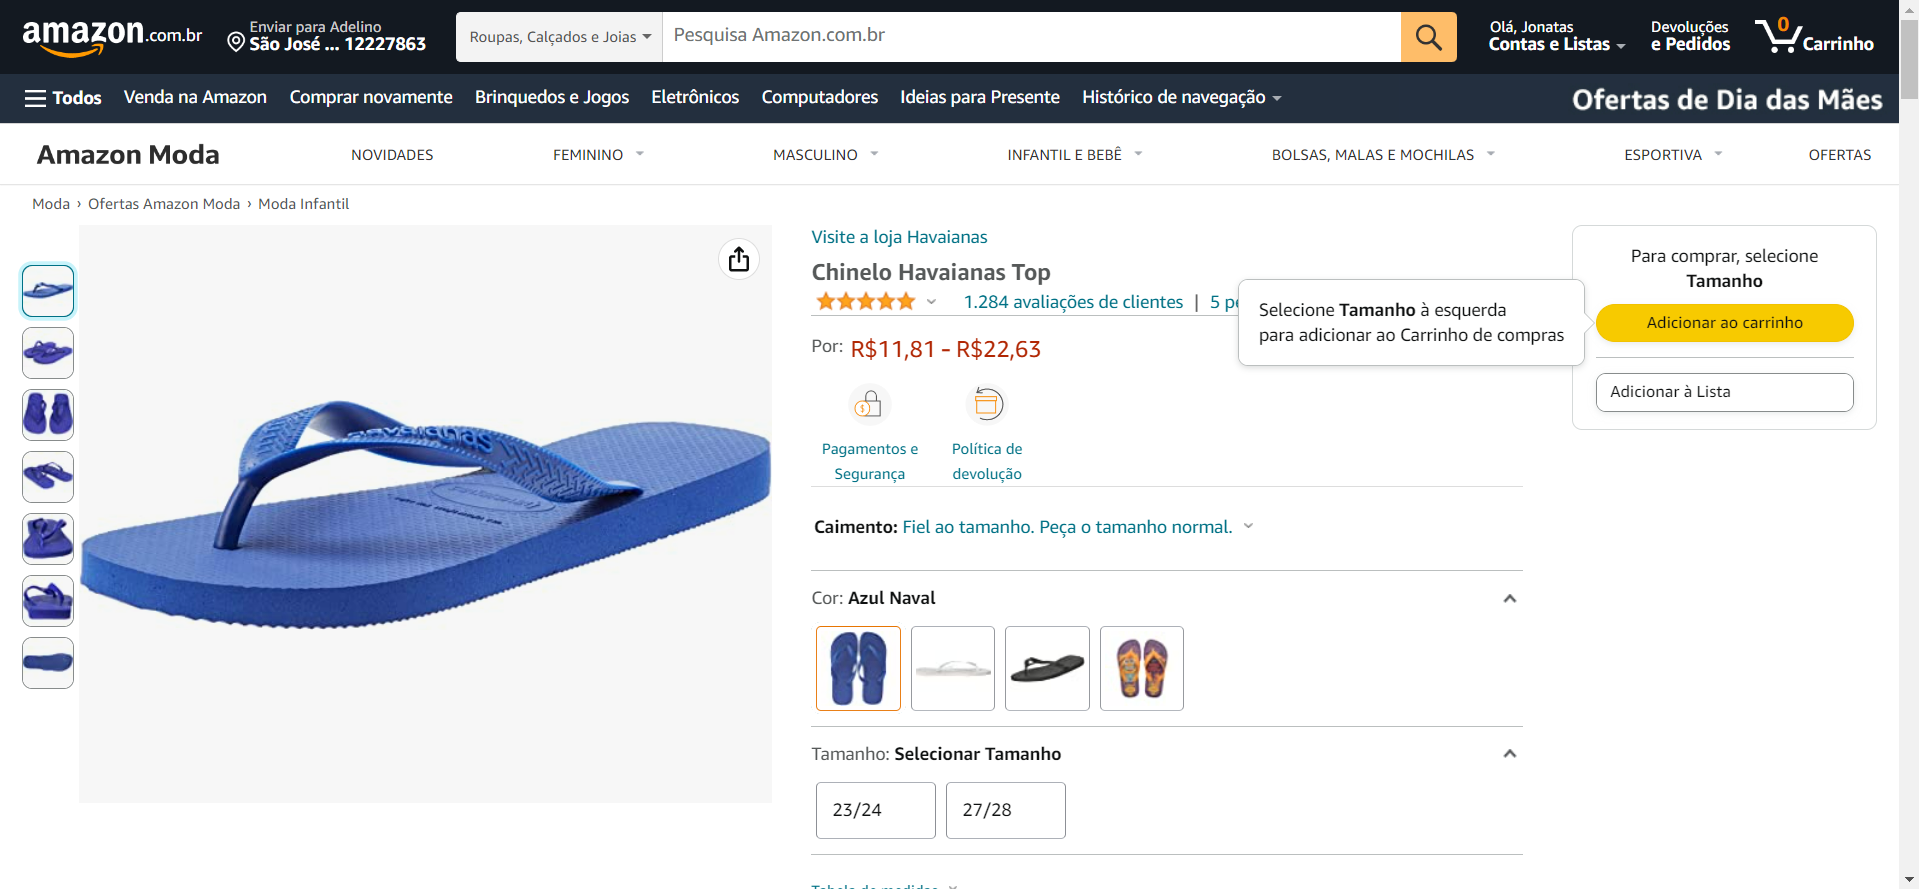 amazon.com.br
Enviar para Adelino
São José ... 12227863
Roupas, Calçados e Joias
Pesquisa Amazon.com.br
Olá, Jonatas
Contas e Listas
Devoluções
e Pedidos
0
Carrinho
Todos
Venda na Amazon
Comprar novamente
Brinquedos e Jogos
Eletrônicos
Computadores
Ideias para Presente
Histórico de navegação
Ofertas de Dia das Mães
Amazon Moda
NOVIDADES
FEMININO
MASCULINO
INFANTIL E BEBÊ
BOLSAS, MALAS E MOCHILAS
ESPORTIVA
OFERTAS
Moda › Ofertas Amazon Moda › Moda Infantil
havaianas
Visite a loja Havaianas
Chinelo Havaianas Top
1.284 avaliações de clientes | 5
Por: R$11,81 - R$22,63
Pagamentos e
Segurança
Política de
devolução
Caimento: Fiel ao tamanho. Peça o tamanho normal.
Cor: Azul Naval
Tamanho: Selecionar Tamanho
23/24
27/28
Tabela de medidas
Selecione Tamanho à esquerda
para adicionar ao Carrinho de compras
Para comprar, selecione
Tamanho
Adicionar ao carrinho
Adicionar à Lista